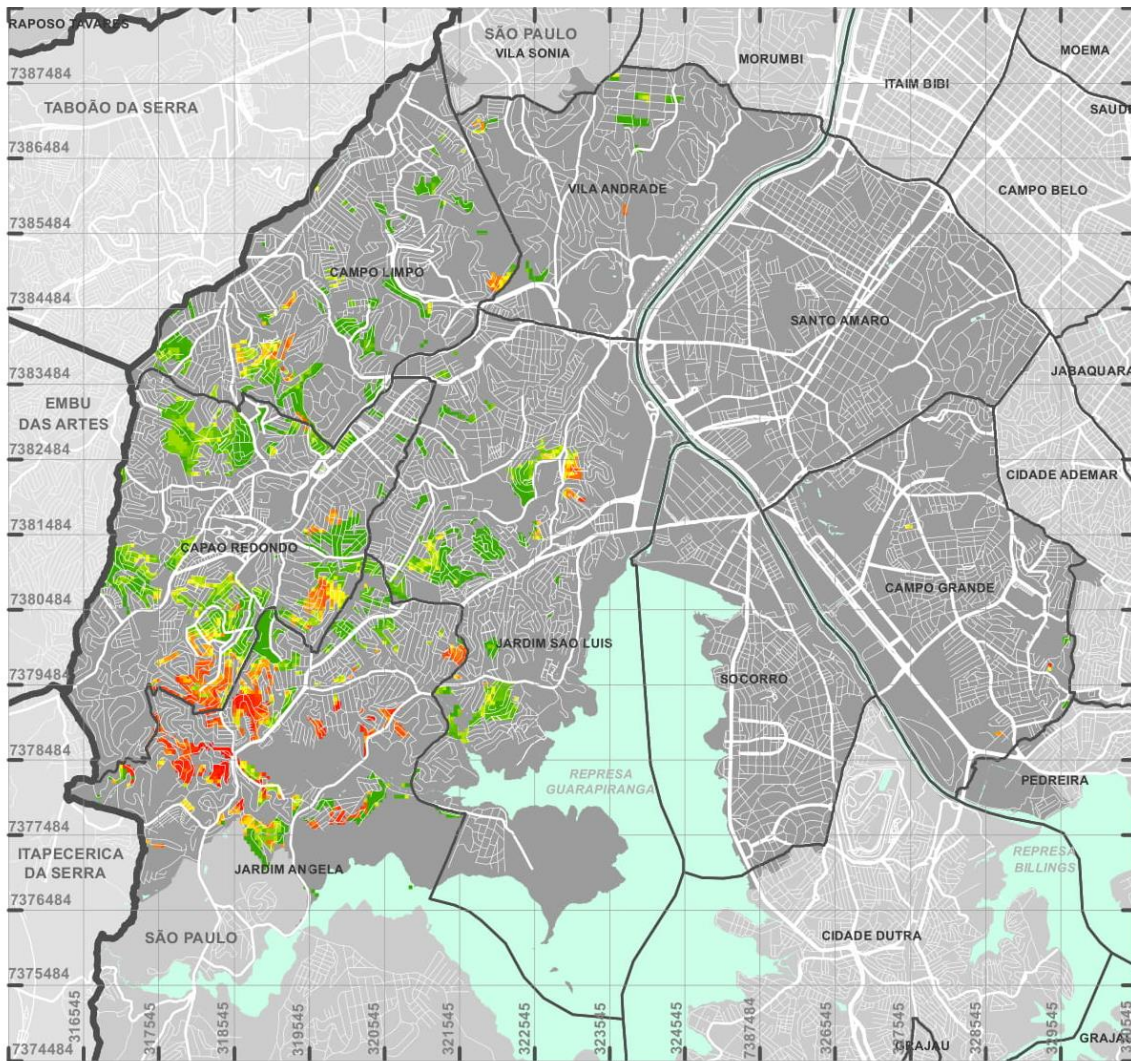 RAPOSO TAVARES
SÃO PAULO
VILA SONIA
MORUMBI
MOEMA
7387484
ITAIM BIBI
TABOÃO DA SERRA
SAUDE
7386484
VILA ANDRADE
CAMPO BELO
7385484
CAMPO LIMPO
7384484
SANTO AMARO
JABAQUARA
7383484
EMBU
DAS ARTES
7382484
CIDADE ADEMAR
7381484
CAPAO REDONDO
CAMPO GRANDE
7380484
JARDIM SAO LUIS
7379484
SOCORRO
7378484
REPRESA
GUARAPIRANGA
PEDREIRA
7377484
ITAPECERICA
DA SERRA
JARDIM ANGELA
REPRESA
BILLINGS
7376484
SÃO PAULO
CIDADE DUTRA
7375484
316545
317545
318545
319545
320545
321545
322545
323545
324545
7387484
326545
327545
328545
329545
7374484
GRAJAU
GRAJAU